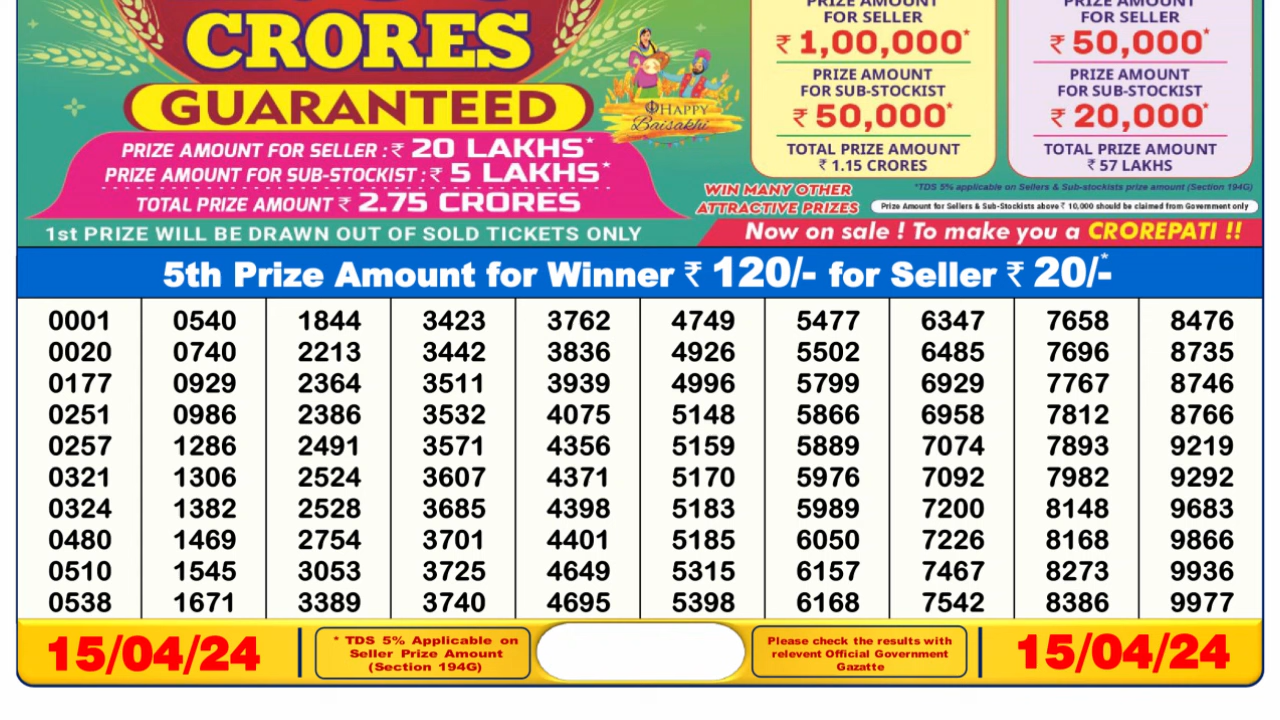 CRORES
GUARANTEED
PRIZE AMOUNT FOR SELLER : ₹ 20 LAKHS*
PRIZE AMOUNT FOR SUB-STOCKIST : ₹ 5 LAKHS*
TOTAL PRIZE AMOUNT ₹ 2.75 CRORES
1st PRIZE WILL BE DRAWN OUT OF SOLD TICKETS ONLY
HAPPY
Baisakhi
PRIZE AMOUNT
FOR SELLER
₹ 1,00,000*
PRIZE AMOUNT
FOR SUB-STOCKIST
₹ 50,000*
TOTAL PRIZE AMOUNT
₹ 1.15 CRORES
PRIZE AMOUNT
FOR SELLER
₹ 50,000*
PRIZE AMOUNT
FOR SUB-STOCKIST
₹ 20,000*
TOTAL PRIZE AMOUNT
₹ 57 LAKHS
WIN MANY OTHER
ATTRACTIVE PRIZES
*TDS 5% applicable on Sellers & Sub-stockists prize amount (Section 194G)
Prize Amount for Sellers & Sub-Stockists above ₹ 10,000 should be claimed from Government only
Now on sale ! To make you a CROREPATI !!
5th Prize Amount for Winner ₹ 120/- for Seller ₹ 20/-*
0001 0540 1844 3423 3762 4749 5477 6347 7658 8476
0020 0740 2213 3442 3836 4926 5502 6485 7696 8735
0177 0929 2364 3511 3939 4996 5799 6929 7767 8746
0251 0986 2386 3532 4075 5148 5866 6958 7812 8766
0257 1286 2491 3571 4356 5159 5889 7074 7893 9219
0321 1306 2524 3607 4371 5170 5976 7092 7982 9292
0324 1382 2528 3685 4398 5183 5989 7200 8148 9683
0480 1469 2754 3701 4401 5185 6050 7226 8168 9866
0510 1545 3053 3725 4649 5315 6157 7467 8273 9936
0538 1671 3389 3740 4695 5398 6168 7542 8386 9977
15/04/24
* TDS 5% Applicable on
Seller Prize Amount
(Section 194G)
Please check the results with
relevent Official Government
Gazatte
15/04/24